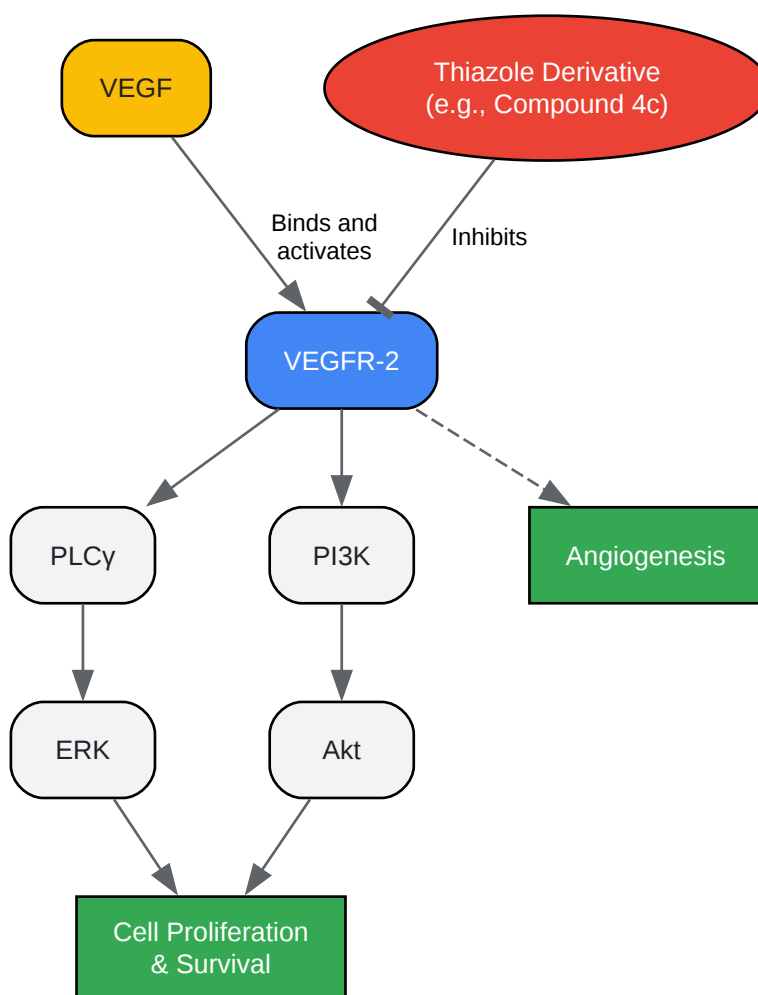 VEGF
Thiazole Derivative
(e.g., Compound 4c)
Binds and
activates
Inhibits
VEGFR-2
PLCγ
PI3K
Angiogenesis
ERK
Akt
Cell Proliferation
& Survival